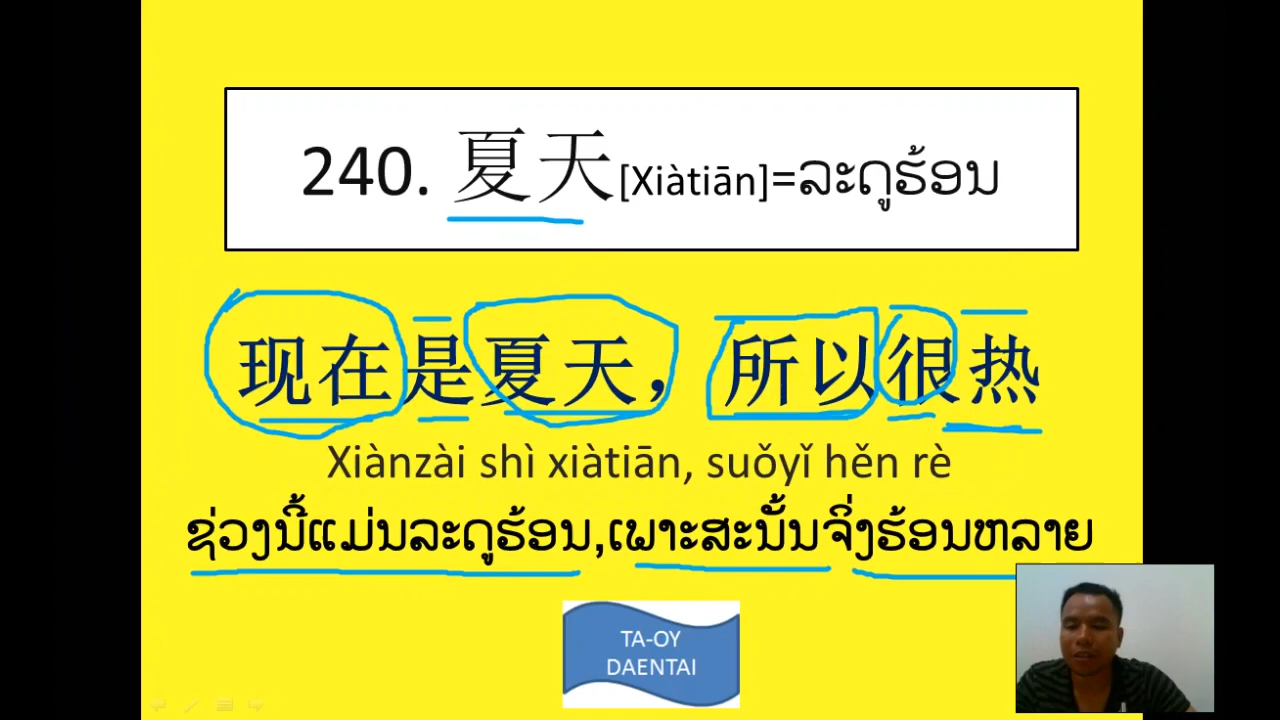 240. 夏天[Xiàtiān]=ລະດູຮ້ອນ
现在是夏天，所以很热
Xiànzài shì xiàtiān, suǒyǐ hěn rè
ຊ່ວງນີ້ແມ່ນລະດູຮ້ອນ,ເພາະສະນັ້ນຈິ່ງຮ້ອນຫລາຍ
TA-OY
DAENTAI